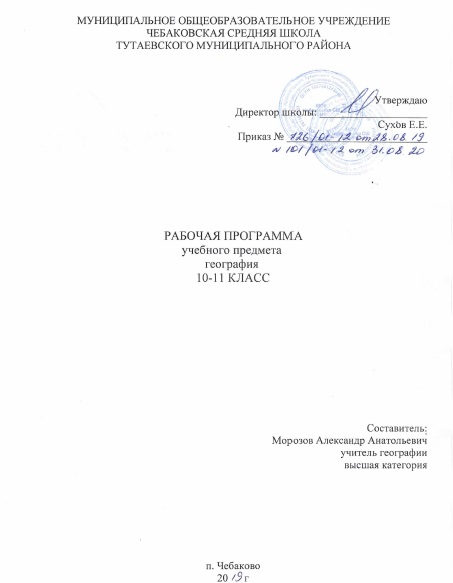 МУНИЦИПАЛЬНОЕ ОБЩЕОБРАЗОВАТЕЛЬНОЕ УЧРЕЖДЕНИЕ
ЧЕБАКОВСКАЯ СРЕДНЯЯ ШКОЛА
ТУТАЕВСКОГО МУНИЦИПАЛЬНОГО РАЙОНА
Утверждаю
Директор школы:
Сухов Е.Е.
Приказ № 126/01-12 от 28.08.19
№ 101/01-12 от 31.08.20
РАБОЧАЯ ПРОГРАММА
учебного предмета
география
10-11 КЛАСС
Составитель:
Морозов Александр Анатольевич
учитель географии
высшая категория
п. Чебаково
2019 г